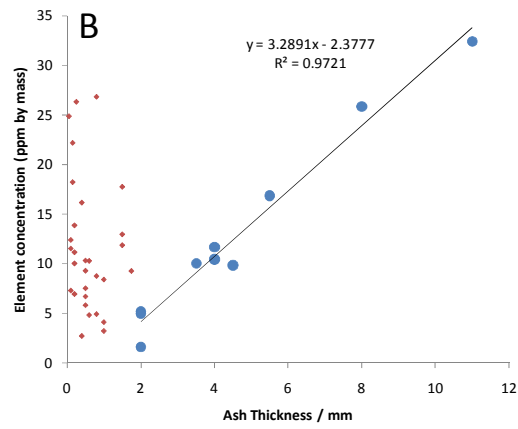 B
y = 3.2891x - 2.3777
R² = 0.9721
Element concentration (ppm by mass)
35
30
25
20
15
10
5
0
0 2 4 6 8 10 12
Ash Thickness / mm